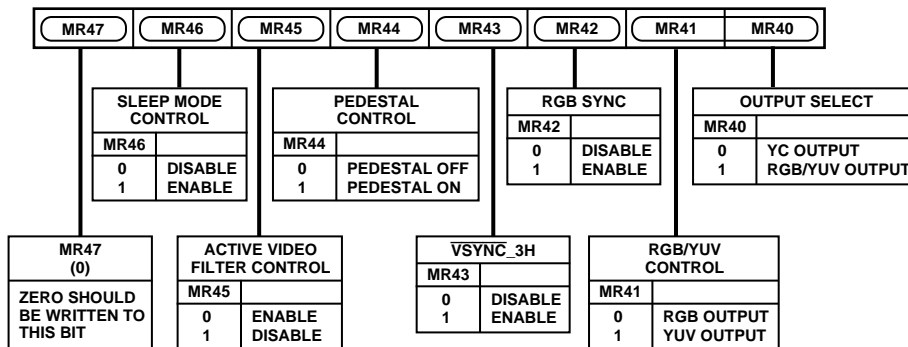 MR47 MR46 MR45 MR44 MR43 MR42 MR41 MR40
SLEEP MODE
CONTROL
MR46
0 DISABLE
1 ENABLE
PEDESTAL
CONTROL
MR44
0 PEDESTAL OFF
1 PEDESTAL ON
RGB SYNC
MR42
0 DISABLE
1 ENABLE
OUTPUT SELECT
MR40
0 YC OUTPUT
1 RGB/YUV OUTPUT
MR47
(0)
ZERO SHOULD
BE WRITTEN TO
THIS BIT
ACTIVE VIDEO
FILTER CONTROL
MR45
0 ENABLE
1 DISABLE
VSYNC_3H
MR43
0 DISABLE
1 ENABLE
RGB/YUV
CONTROL
MR41
0 RGB OUTPUT
1 YUV OUTPUT